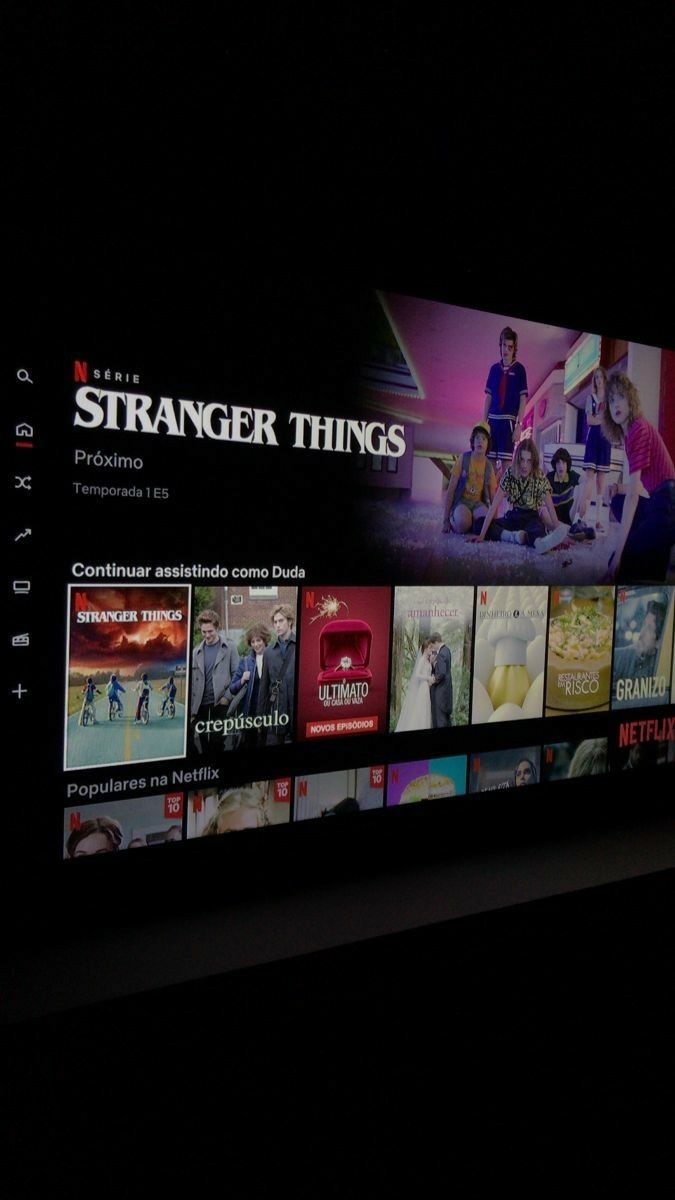 N SÉRIE
STRANGER THINGS
Próximo
Temporada 1 E5
Continuar assistindo como Duda
N
STRANGER THINGS
crepúsculo
N
O ULTIMATO
OU CASA OU VAZA
NOVOS EPISÓDIOS
amanhecer
N
DINHEIRO À MESA
N
RESTAURANTES
EM RISCO
N
GRANIZO
Populares na Netflix
N
TOP
10
N
TOP
10
N
TOP
10
N
N
N
NETFLIX